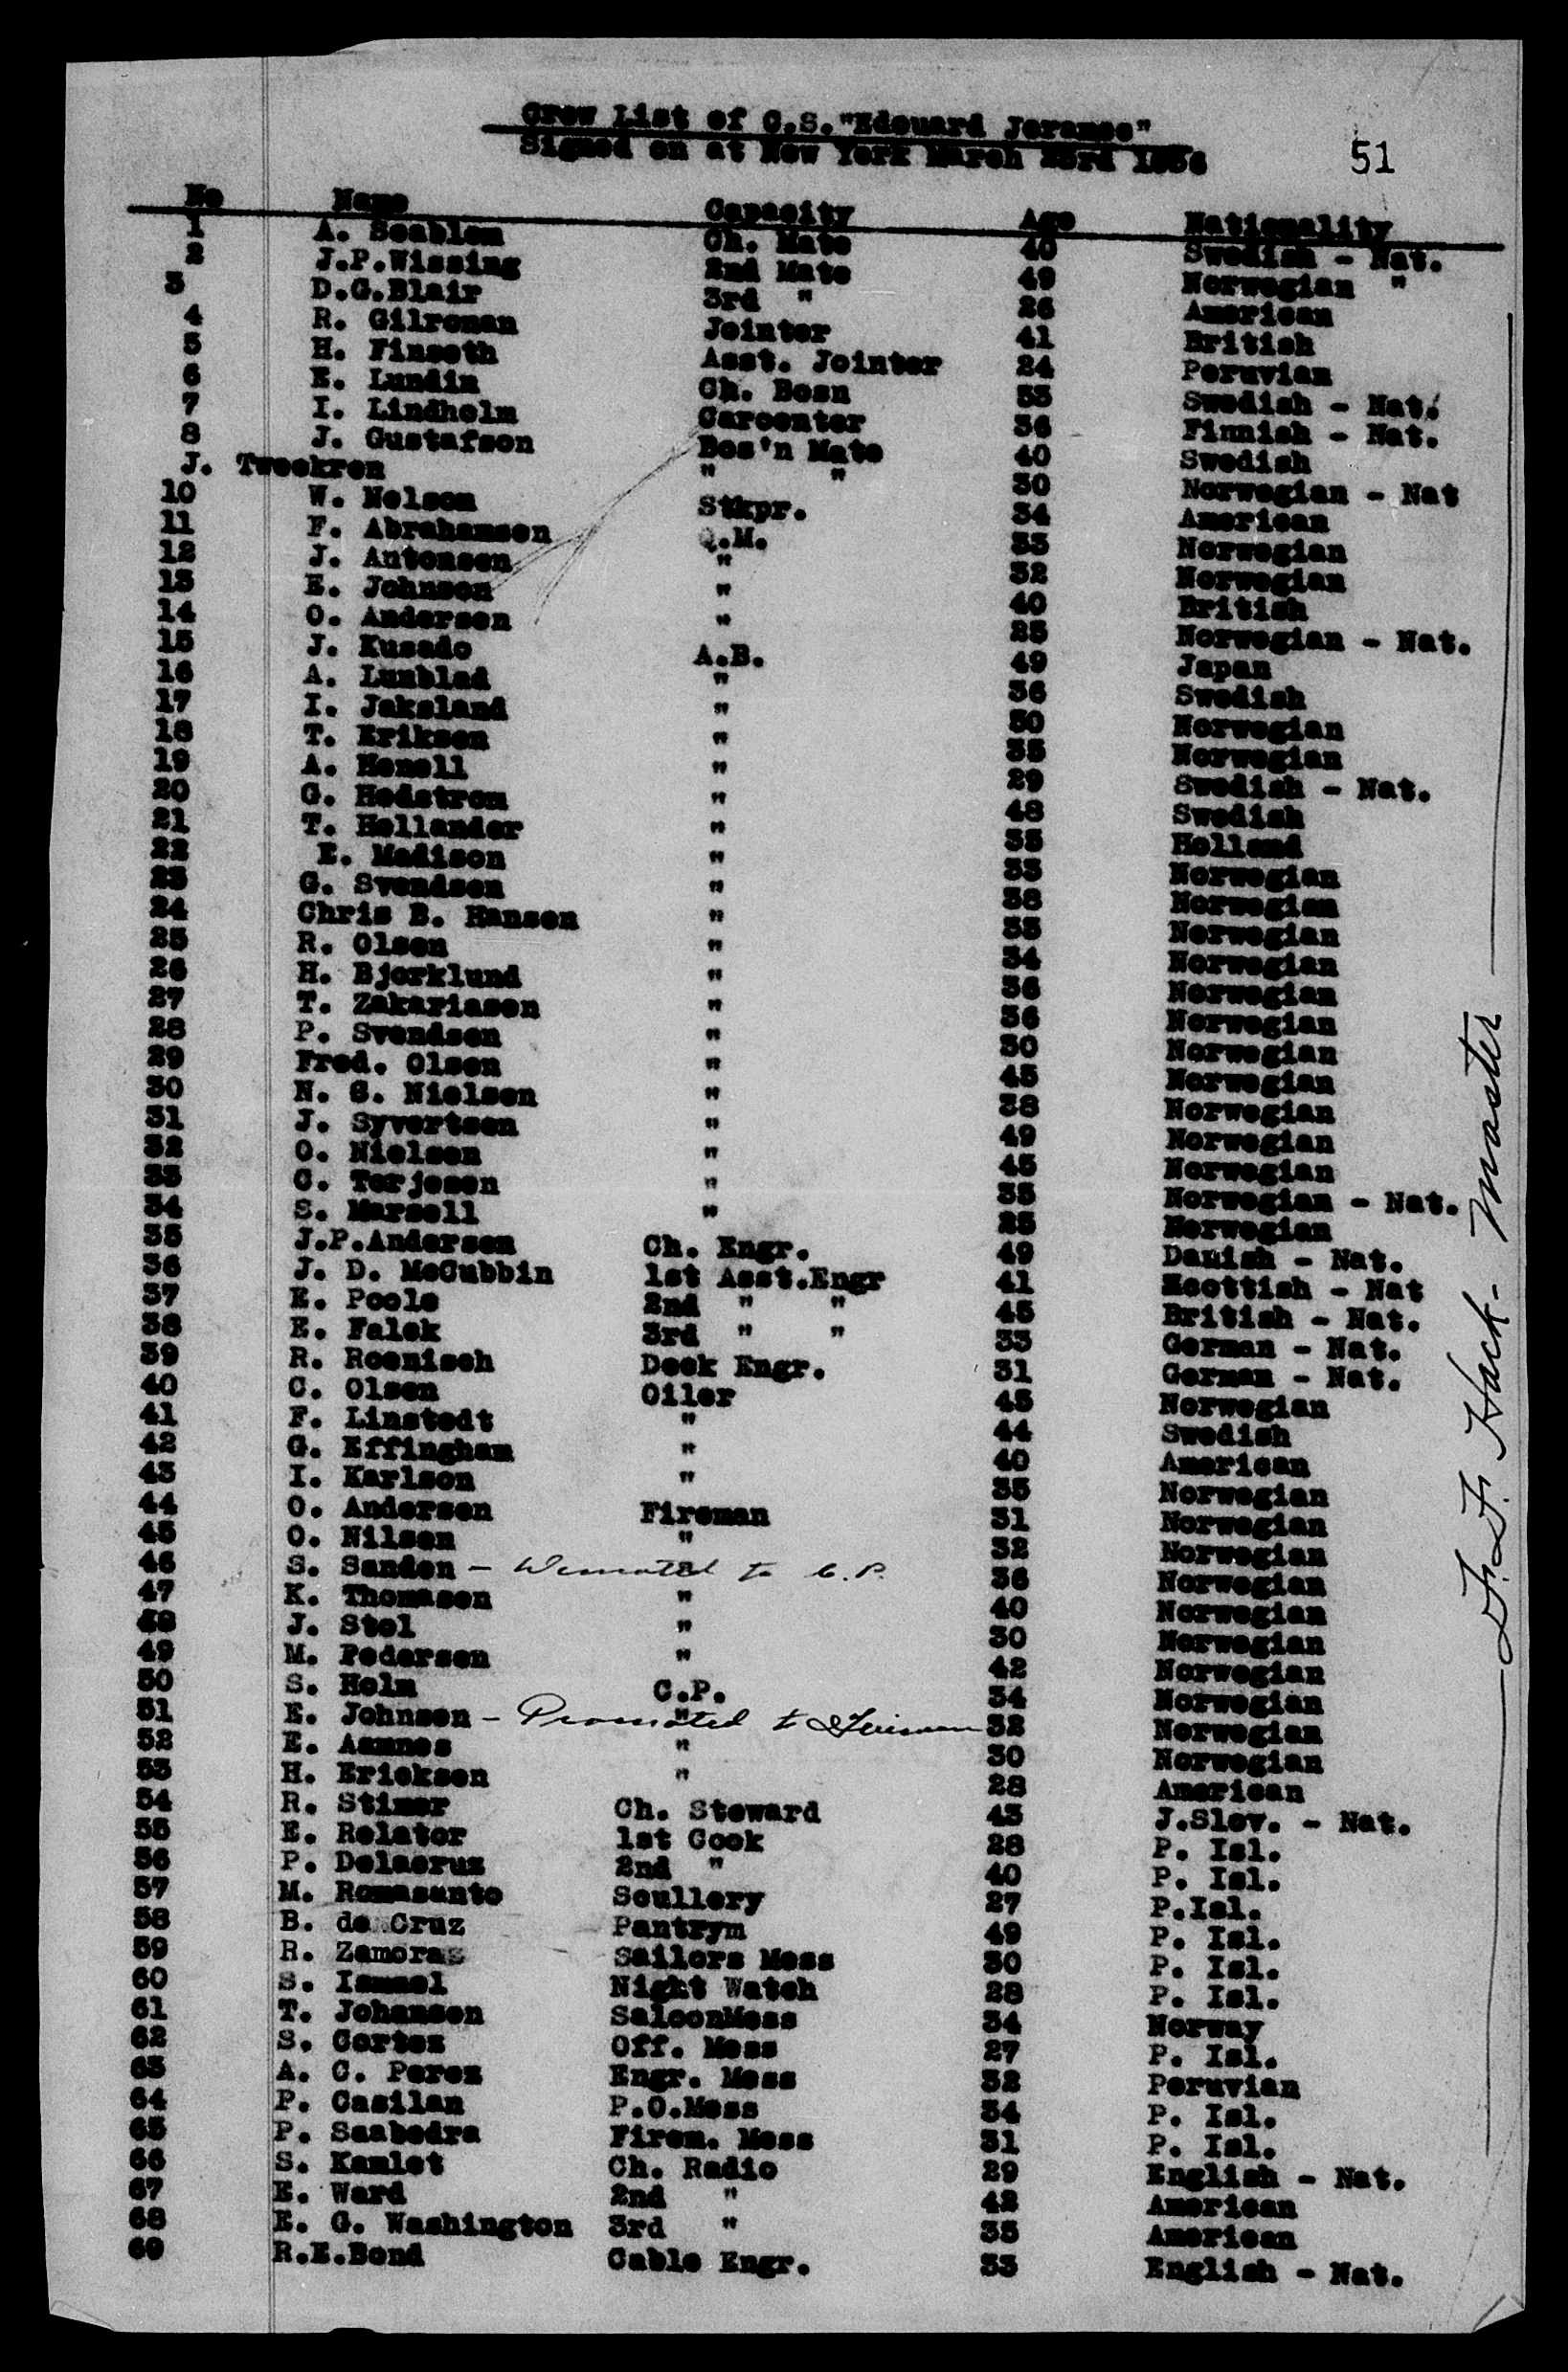 Crew List of C.S. "Edouard Jeramec"
Signed on at New York March 23rd 1936
51
No Name Capacity Age Nationality
1 A. Seablom Ch. Mate 40 Swedish - Nat.
2 J.P.Wissing 2nd Mate 49 Norwegian "
3 D.G.Blair 3rd " 26 American
4 R. Gilronan Jointer 41 British
5 H. Finseth Asst. Jointer 24 Peruvian
6 E. Lundin Ch. Bosn 53 Swedish - Nat.
7 I. Lindholm Carpenter 36 Finnish - Nat.
8 J. Gustafson Bos'n Mate 40 Swedish
J. Tweekren " " 30 Norwegian - Nat
10 W. Nelson Stkpr. 34 American
11 F. Abrahamsen Q.M. 33 Norwegian
12 J. Antonsen " 32 Norwegian
13 E. Johnson " 40 British
14 O. Andersen " 25 Norwegian - Nat.
15 J. Kusado A.B. 49 Japan
16 A. Lunblad " 36 Swedish
17 I. Jaksland " 30 Norwegian
18 T. Eriksen " 35 Norwegian
19 A. Henell " 29 Swedish - Nat.
20 G. Hedstrom " 48 Swedish
21 T. Hollander " 35 Holland
22 E. Madison " 33 Norwegian
23 G. Svendsen " 38 Norwegian
24 Chris B. Hansen " 33 Norwegian
25 R. Olsen " 34 Norwegian
26 H. Bjorklund " 36 Norwegian
27 T. Zakariasen " 36 Norwegian
28 P. Svendsen " 30 Norwegian
29 Fred. Olsen " 45 Norwegian
30 N. S. Nielsen " 38 Norwegian
31 J. Syvertsen " 49 Norwegian
32 O. Nielsen " 45 Norwegian
33 C. Terjesen " 35 Norwegian - Nat.
34 S. Marsell " 25 Norwegian
35 J.P.Andersen Ch. Engr. 49 Danish - Nat.
36 J. D. McCubbin 1st Asst.Engr 41 Scottish - Nat
37 E. Poole 2nd " " 45 British - Nat.
38 E. Falek 3rd " " 33 German - Nat.
39 R. Roenisch Deck Engr. 31 German - Nat.
40 C. Olsen Oiler 45 Norwegian
41 F. Linstedt " 44 Swedish
42 G. Effingham " 40 American
43 I. Karlson " 35 Norwegian
44 O. Andersen Fireman 31 Norwegian
45 O. Nilsen " 32 Norwegian
46 S. Sanden - Demoted to C.P. " 36 Norwegian
47 K. Thomasen " 40 Norwegian
48 J. Stol " 30 Norwegian
49 M. Pedersen " 42 Norwegian
50 S. Holm C.P. 34 Norwegian
51 E. Johnsen - Promoted to Fireman " 32 Norwegian
52 E. Aamnes " 30 Norwegian
53 H. Ericksen " 28 American
54 R. Stimer Ch. Steward 43 J.Slov. - Nat.
55 E. Relator 1st Cook 28 P. Isl.
56 P. Delacruz 2nd " 40 P. Isl.
57 M. Romasanto Scullery 27 P.Isl.
58 B. de Cruz Pantrym 49 P. Isl.
59 R. Zamoras Sailors Mess 30 P. Isl.
60 S. Ismael Night Watch 28 P. Isl.
61 T. Johansen SaloonMess 34 Norway
62 S. Cortez Off. Mess 27 P. Isl.
63 A. C. Perez Engr. Mess 32 Peruvian
64 P. Casilan P.O.Mess 34 P. Isl.
65 P. Saabedra Firem. Mess 31 P. Isl.
66 S. Kamlet Ch. Radio 29 English - Nat.
67 E. Ward 2nd " 42 American
68 E. G. Washington 3rd " 35 American
69 R.E.Bond Cable Engr. 33 English - Nat.
Hack - Master